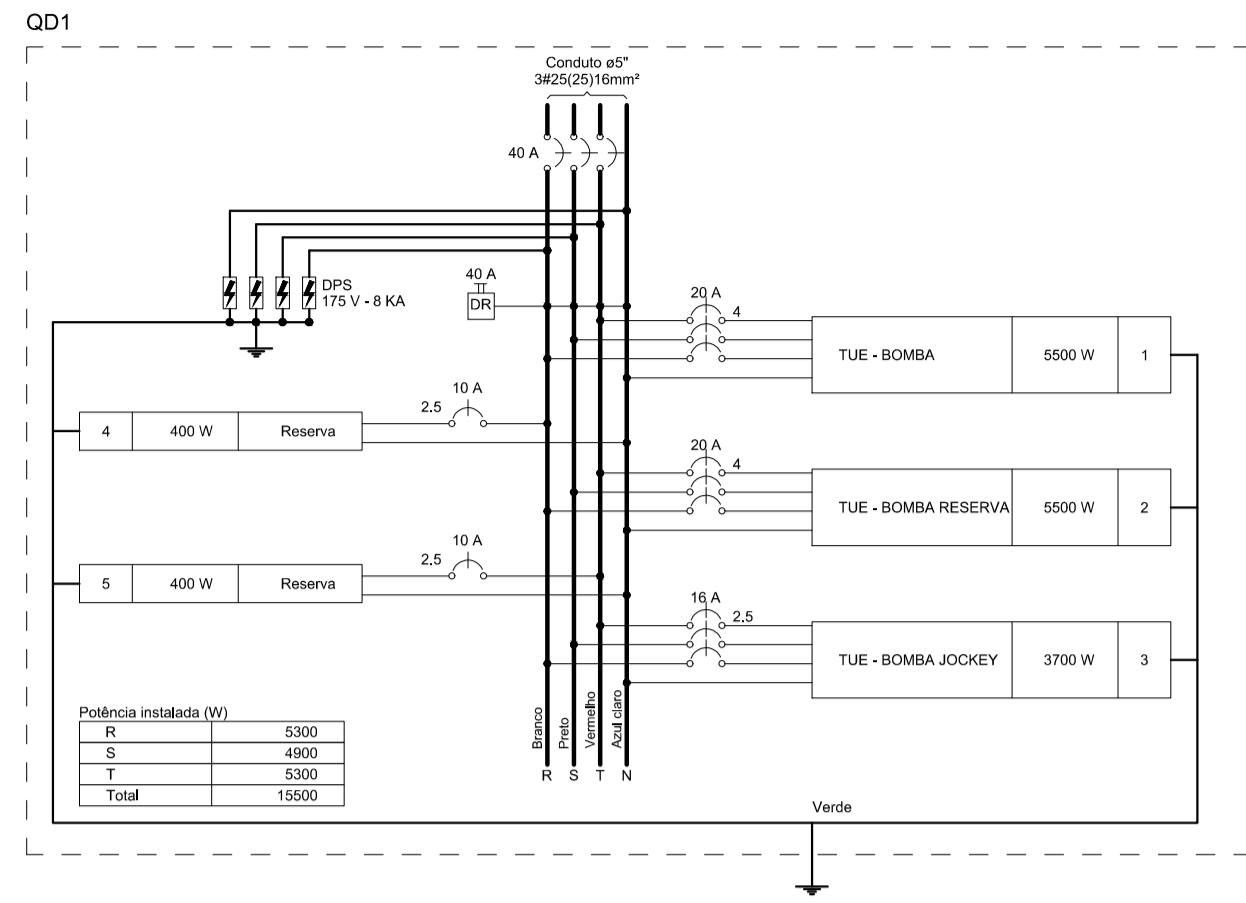 QD1
Conduto ø5"
3#25(25)16mm²
40 A
DPS
175 V - 8 KA
40 A
DR
20 A
4
TUE - BOMBA 5500 W 1
10 A
2.5
4 400 W Reserva
20 A
4
TUE - BOMBA RESERVA 5500 W 2
10 A
2.5
5 400 W Reserva
16 A
2.5
TUE - BOMBA JOCKEY 3700 W 3
Potência instalada (W)
R 5300
S 4900
T 5300
Total 15500
Branco
Preto
Vermelho
Azul claro
R S T N
Verde